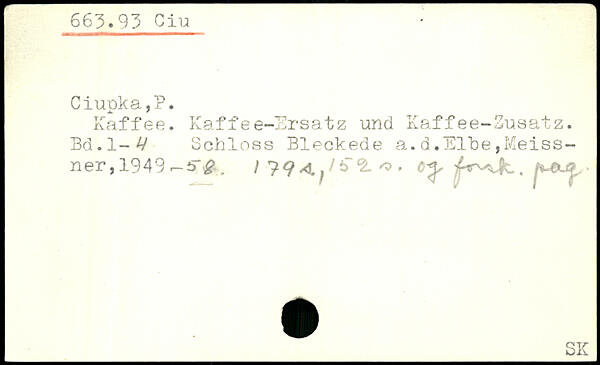 663.93 Ciu
Ciupka,P.
Kaffee. Kaffee-Ersatz und Kaffee-Zusatz.
Bd.1-4 Schloss Bleckede a.d.Elbe,Meiss-
ner,1949-58. 179 s., 152 s. og forsk. pag.
SK